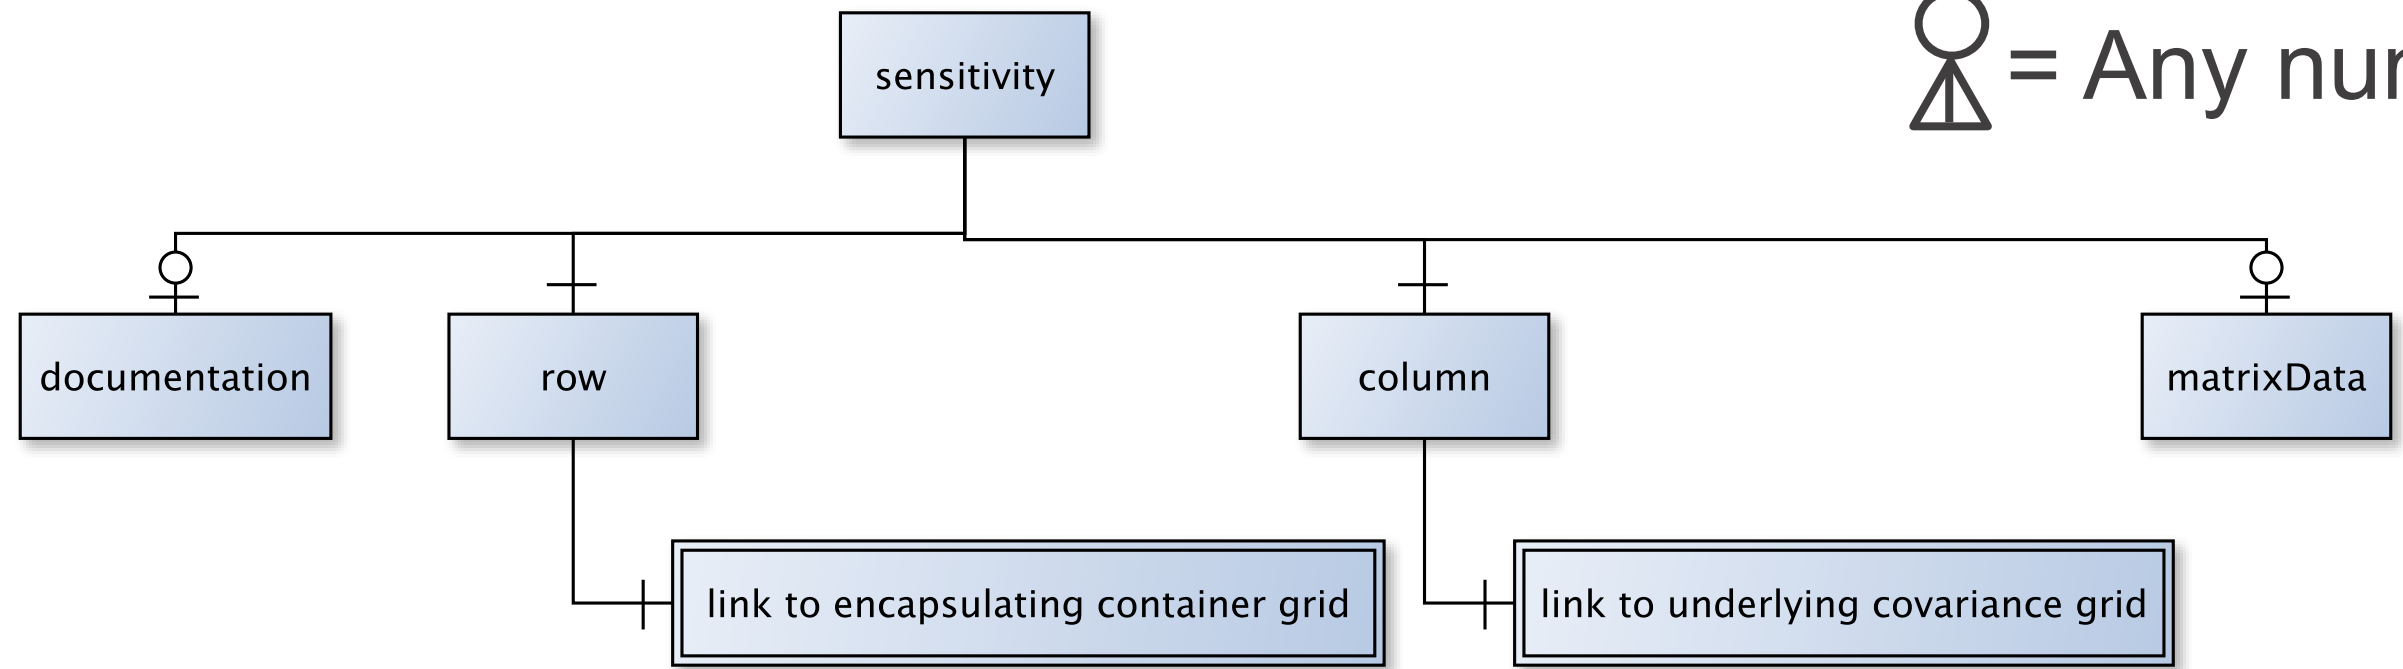 sensitivity
= Any
documentation
row
column
matrixData
link to encapsulating container grid
link to underlying covariance grid